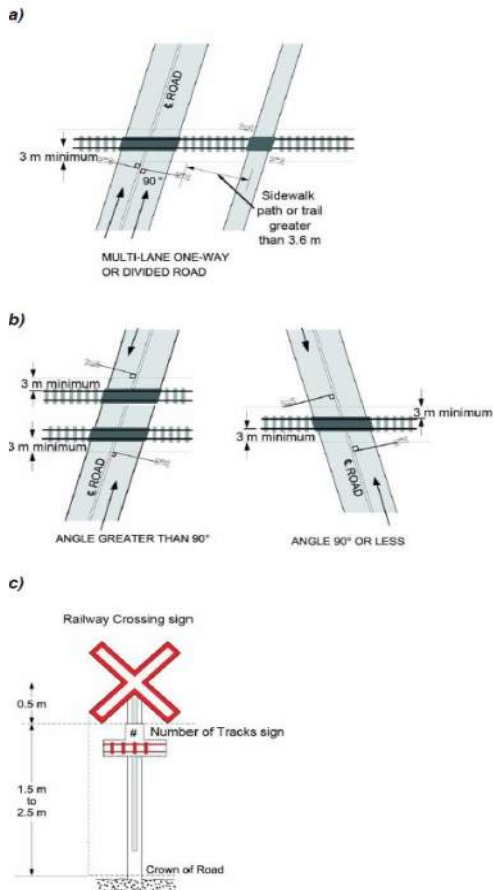 a)
℄ ROAD
3 m minimum
90°
Sidewalk
path or trail
greater
than 3.6 m
MULTI-LANE ONE-WAY
OR DIVIDED ROAD
b)
3 m minimum
3 m minimum
℄ ROAD
ANGLE GREATER THAN 90°
3 m minimum
3 m minimum
℄ ROAD
ANGLE 90° OR LESS
c)
Railway Crossing sign
0.5 m
# Number of Tracks sign
1.5 m
to
2.5 m
Crown of Road